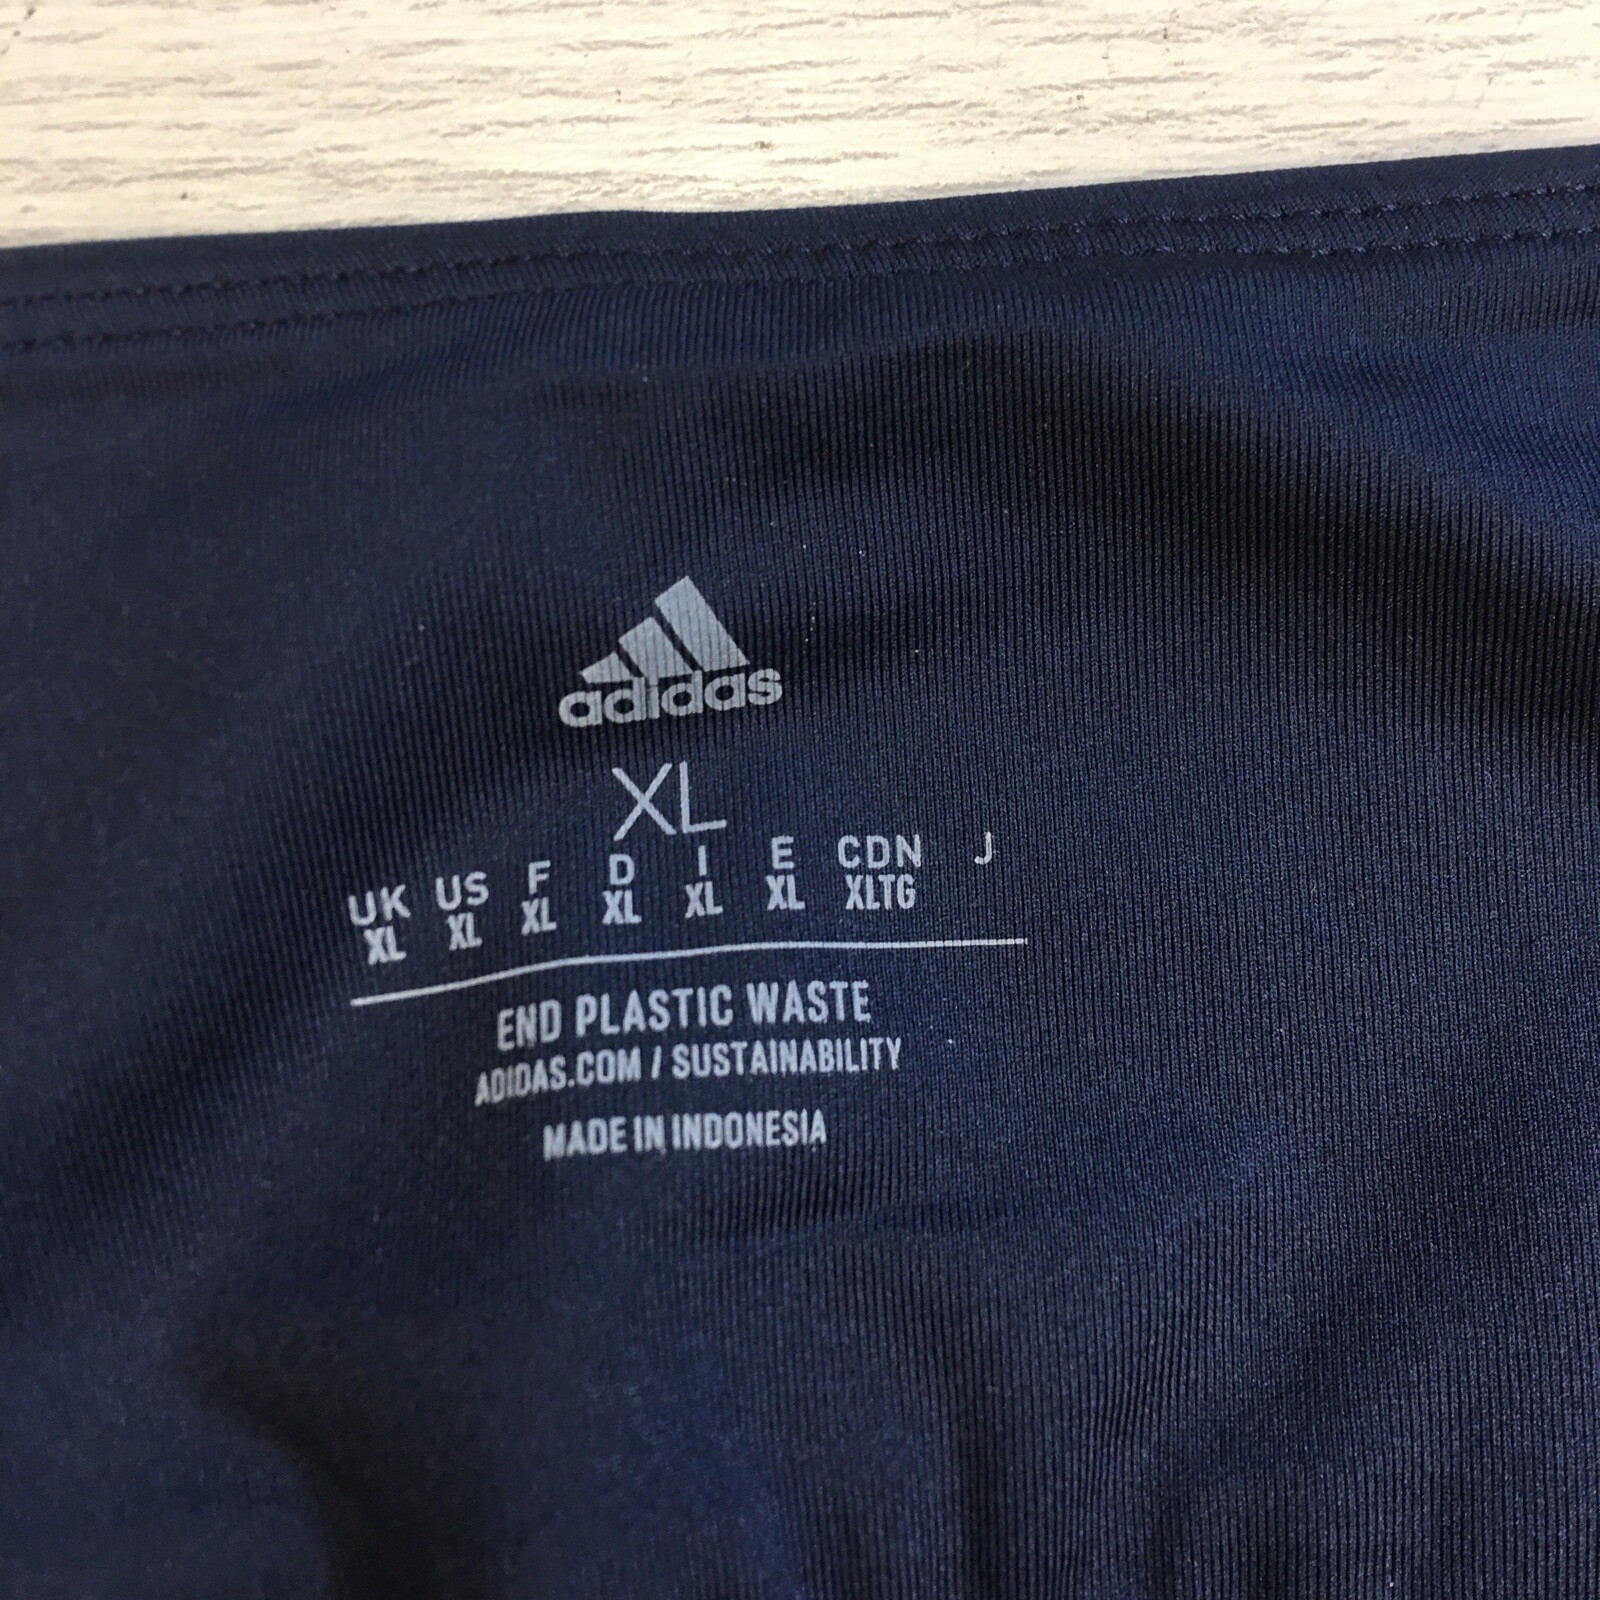 adidas
XL
UK US F D I E CDN J
XL XL XL XL XL XL XLTG
END PLASTIC WASTE
ADIDAS.COM / SUSTAINABILITY
MADE IN INDONESIA